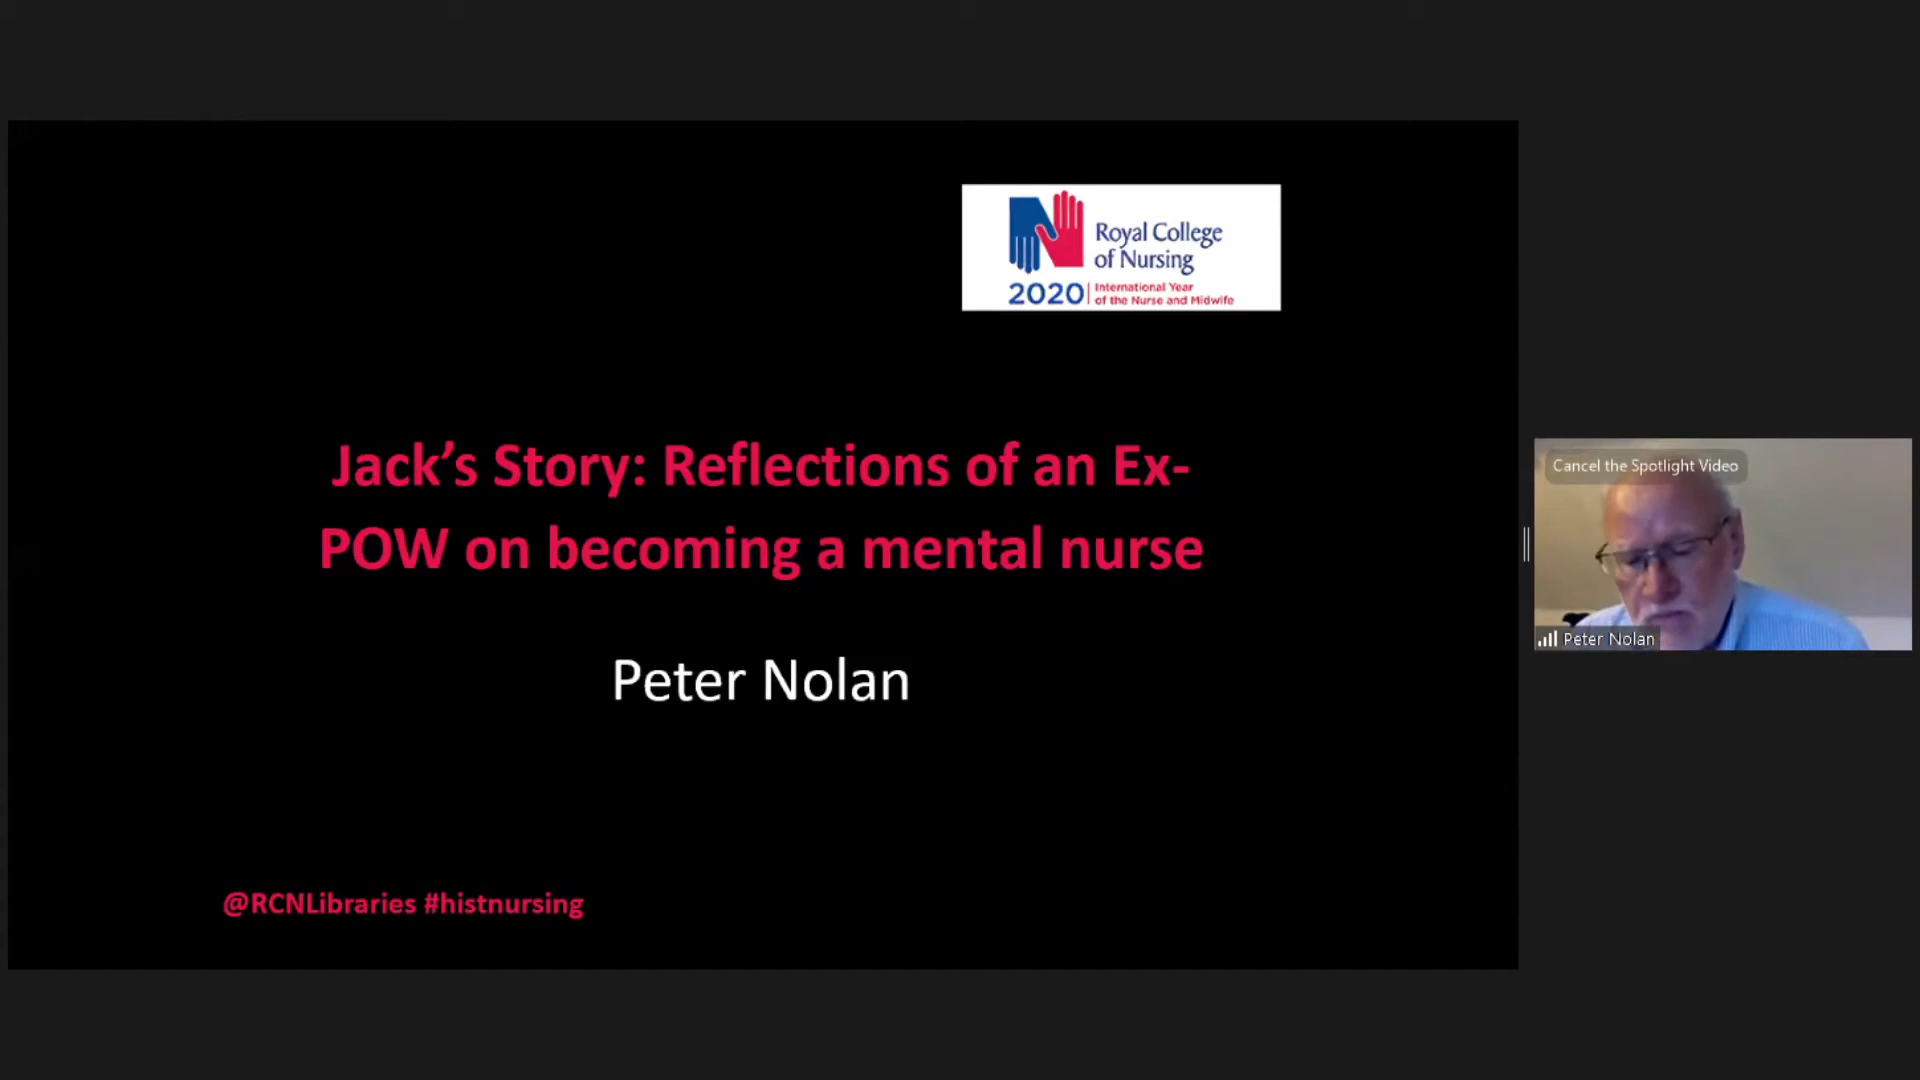 Royal College
of Nursing
2020 International Year
of the Nurse and Midwife
Jack’s Story: Reflections of an Ex-
POW on becoming a mental nurse
Peter Nolan
@RCNLibraries #histnursing
Cancel the Spotlight Video
Peter Nolan